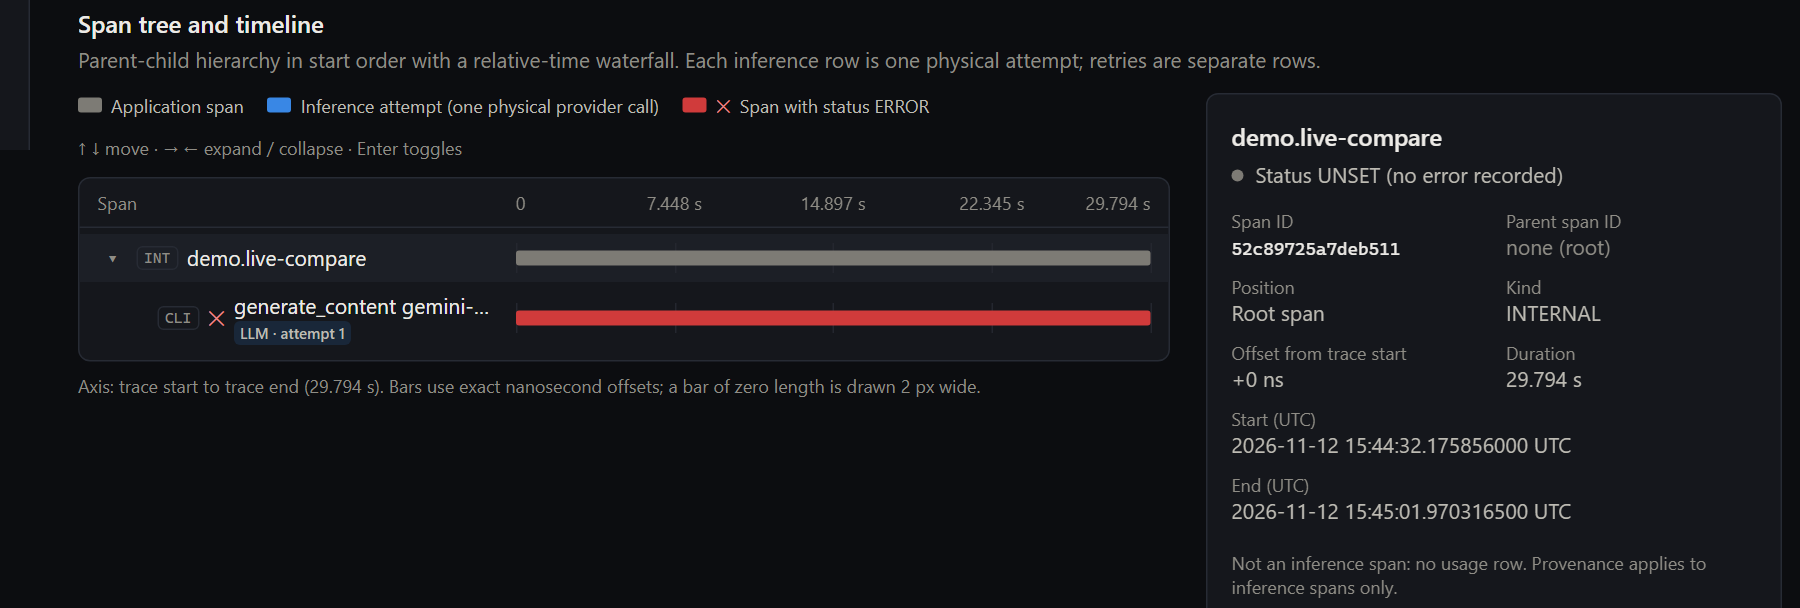 Span tree and timeline
Parent-child hierarchy in start order with a relative-time waterfall. Each inference row is one physical attempt; retries are separate rows.
Application span Inference attempt (one physical provider call) × Span with status ERROR
↑ ↓ move · → ← expand / collapse · Enter toggles
Span 0 7.448 s 14.897 s 22.345 s 29.794 s
▾ INT demo.live-compare
CLI × generate_content gemini-...
LLM · attempt 1
Axis: trace start to trace end (29.794 s). Bars use exact nanosecond offsets; a bar of zero length is drawn 2 px wide.
demo.live-compare
Status UNSET (no error recorded)
Span ID Parent span ID
52c89725a7deb511 none (root)
Position Kind
Root span INTERNAL
Offset from trace start Duration
+0 ns 29.794 s
Start (UTC)
2026-11-12 15:44:32.175856000 UTC
End (UTC)
2026-11-12 15:45:01.970316500 UTC
Not an inference span: no usage row. Provenance applies to
inference spans only.